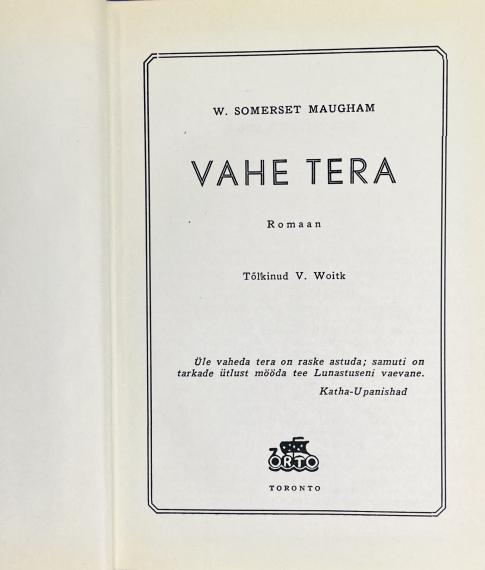 W. SOMERSET MAUGHAM
VAHE TERA
Romaan
Tõlkinud V. Woitk
Üle vaheda tera on raske astuda; samuti on
tarkade ütlust mööda tee Lunastuseni vaevane.
Katha-Upanishad
ORTO
TORONTO